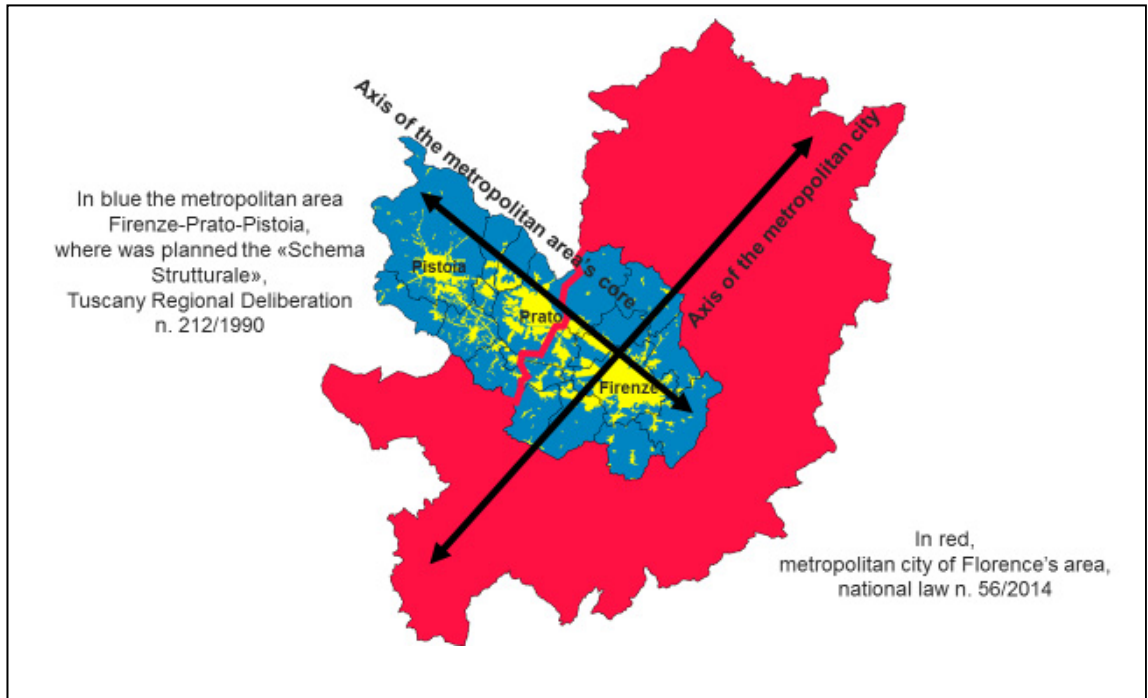 Axis of the metropolitan area's core
Axis of the metropolitan city
In blue the metropolitan area
Firenze-Prato-Pistoia,
where was planned the «Schema
Strutturale»,
Tuscany Regional Deliberation
n. 212/1990
Pistoia
Prato
Firenze
In red,
metropolitan city of Florence's area,
national law n. 56/2014